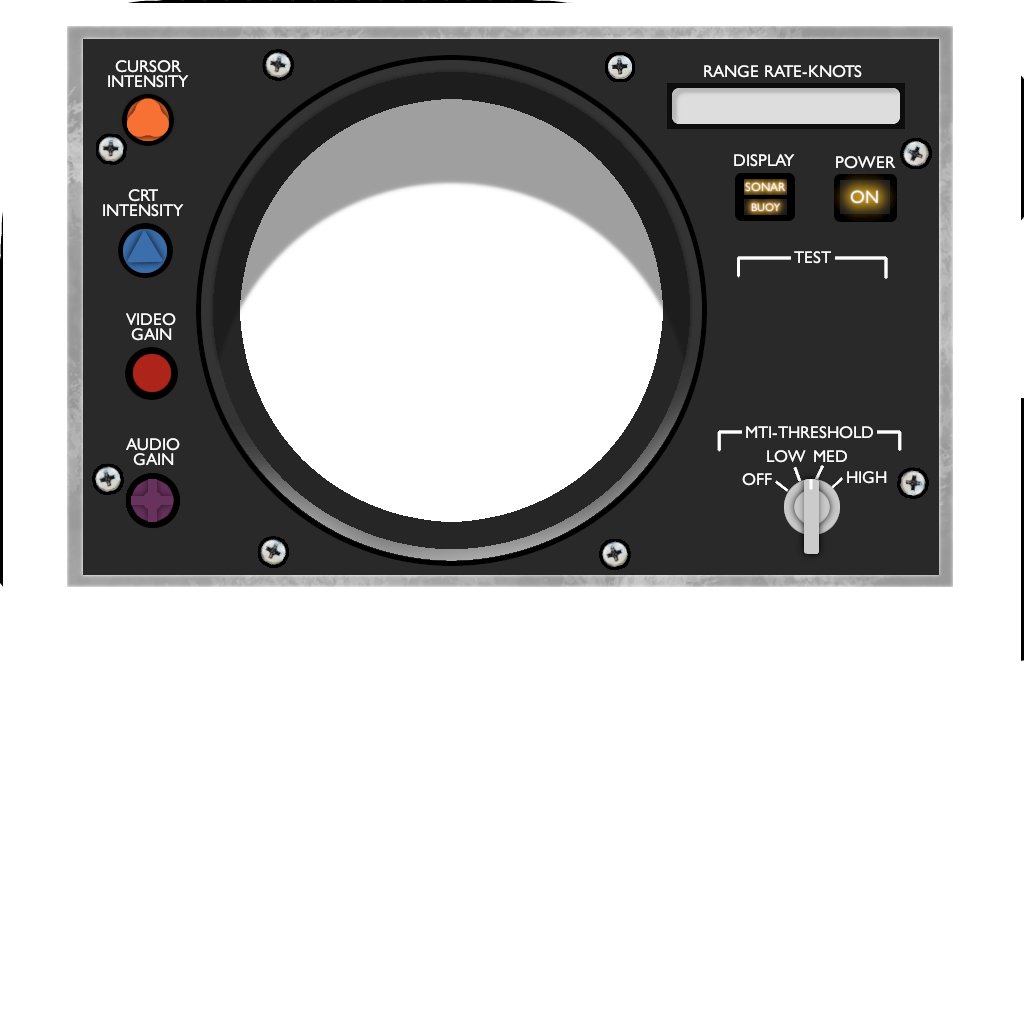 CURSOR
INTENSITY
CRT
INTENSITY
VIDEO
GAIN
AUDIO
GAIN
RANGE RATE-KNOTS
DISPLAY
SONAR
BUOY
POWER
ON
TEST
MTI-THRESHOLD
LOW MED
OFF
HIGH